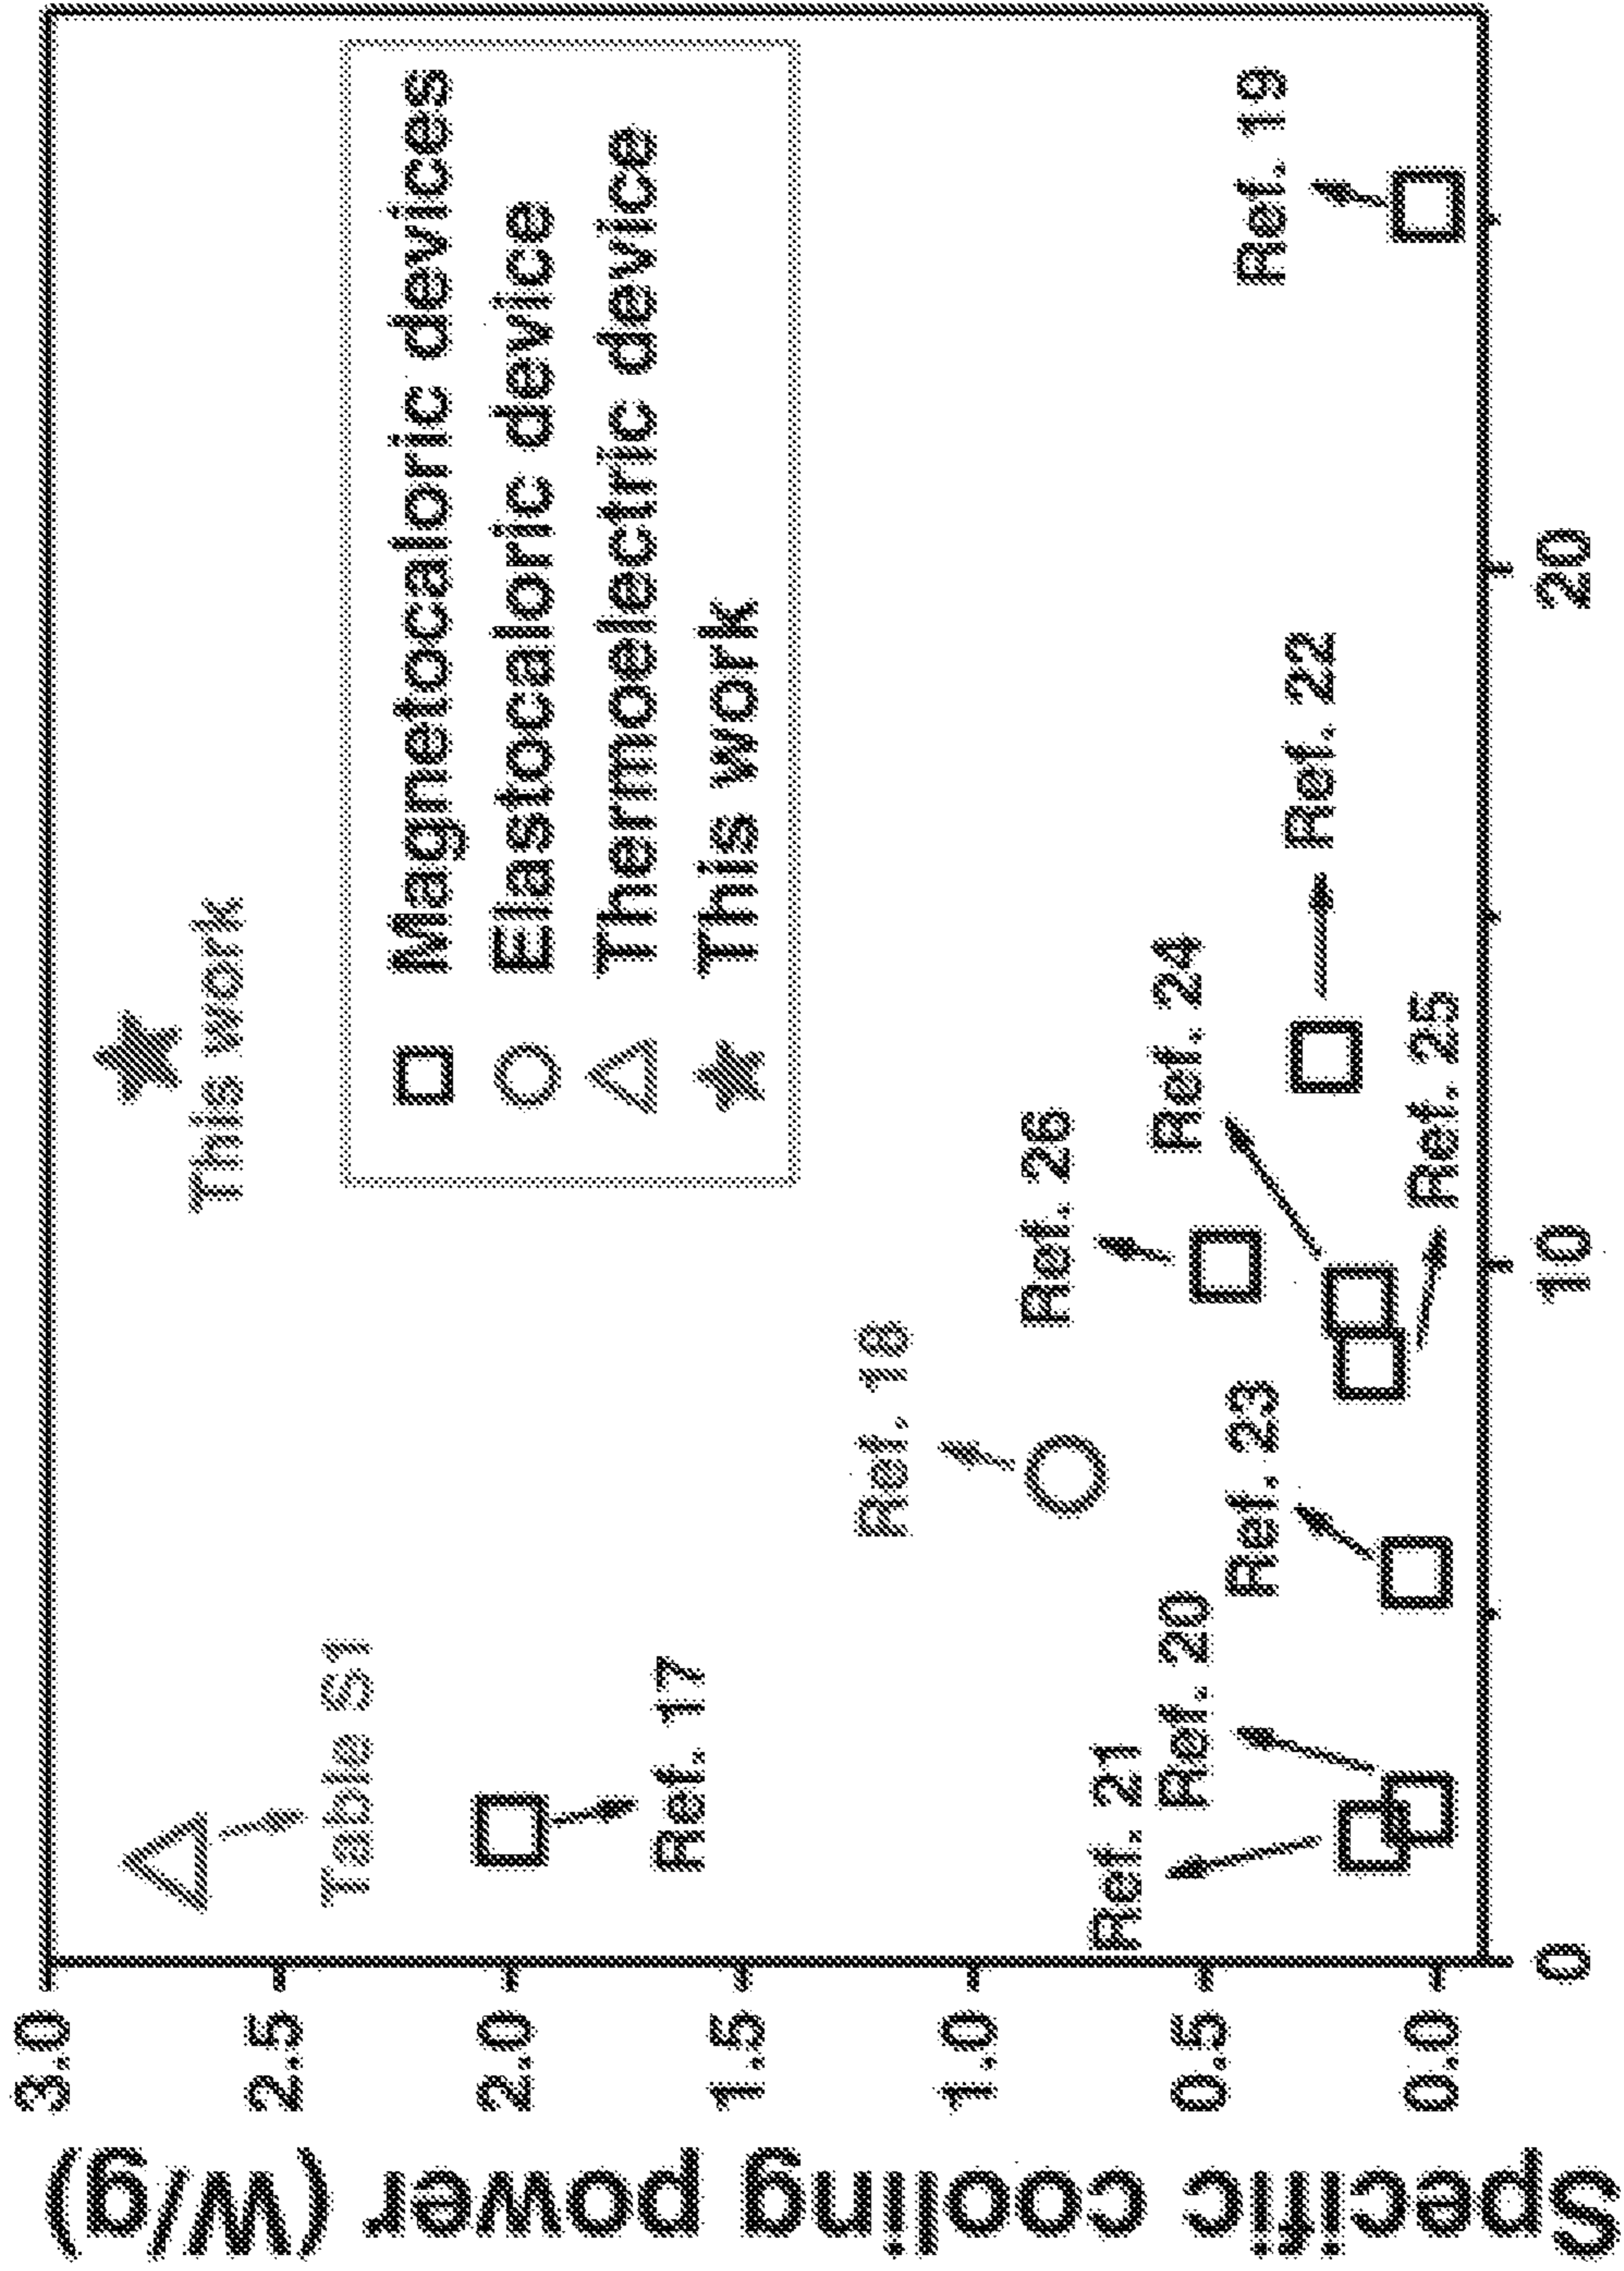 Specific cooling power (W/g)
3.0
2.5
2.0
1.5
1.0
0.5
0.0
0
10
20
This work
Table S1
Ref. 17
Magnetocaloric devices
Elastocaloric device
Thermoelectric device
This work
Ref. 18
Ref. 26
Ref. 21
Ref. 20
Ref. 23
Ref. 24
Ref. 22
Ref. 25
Ref. 19